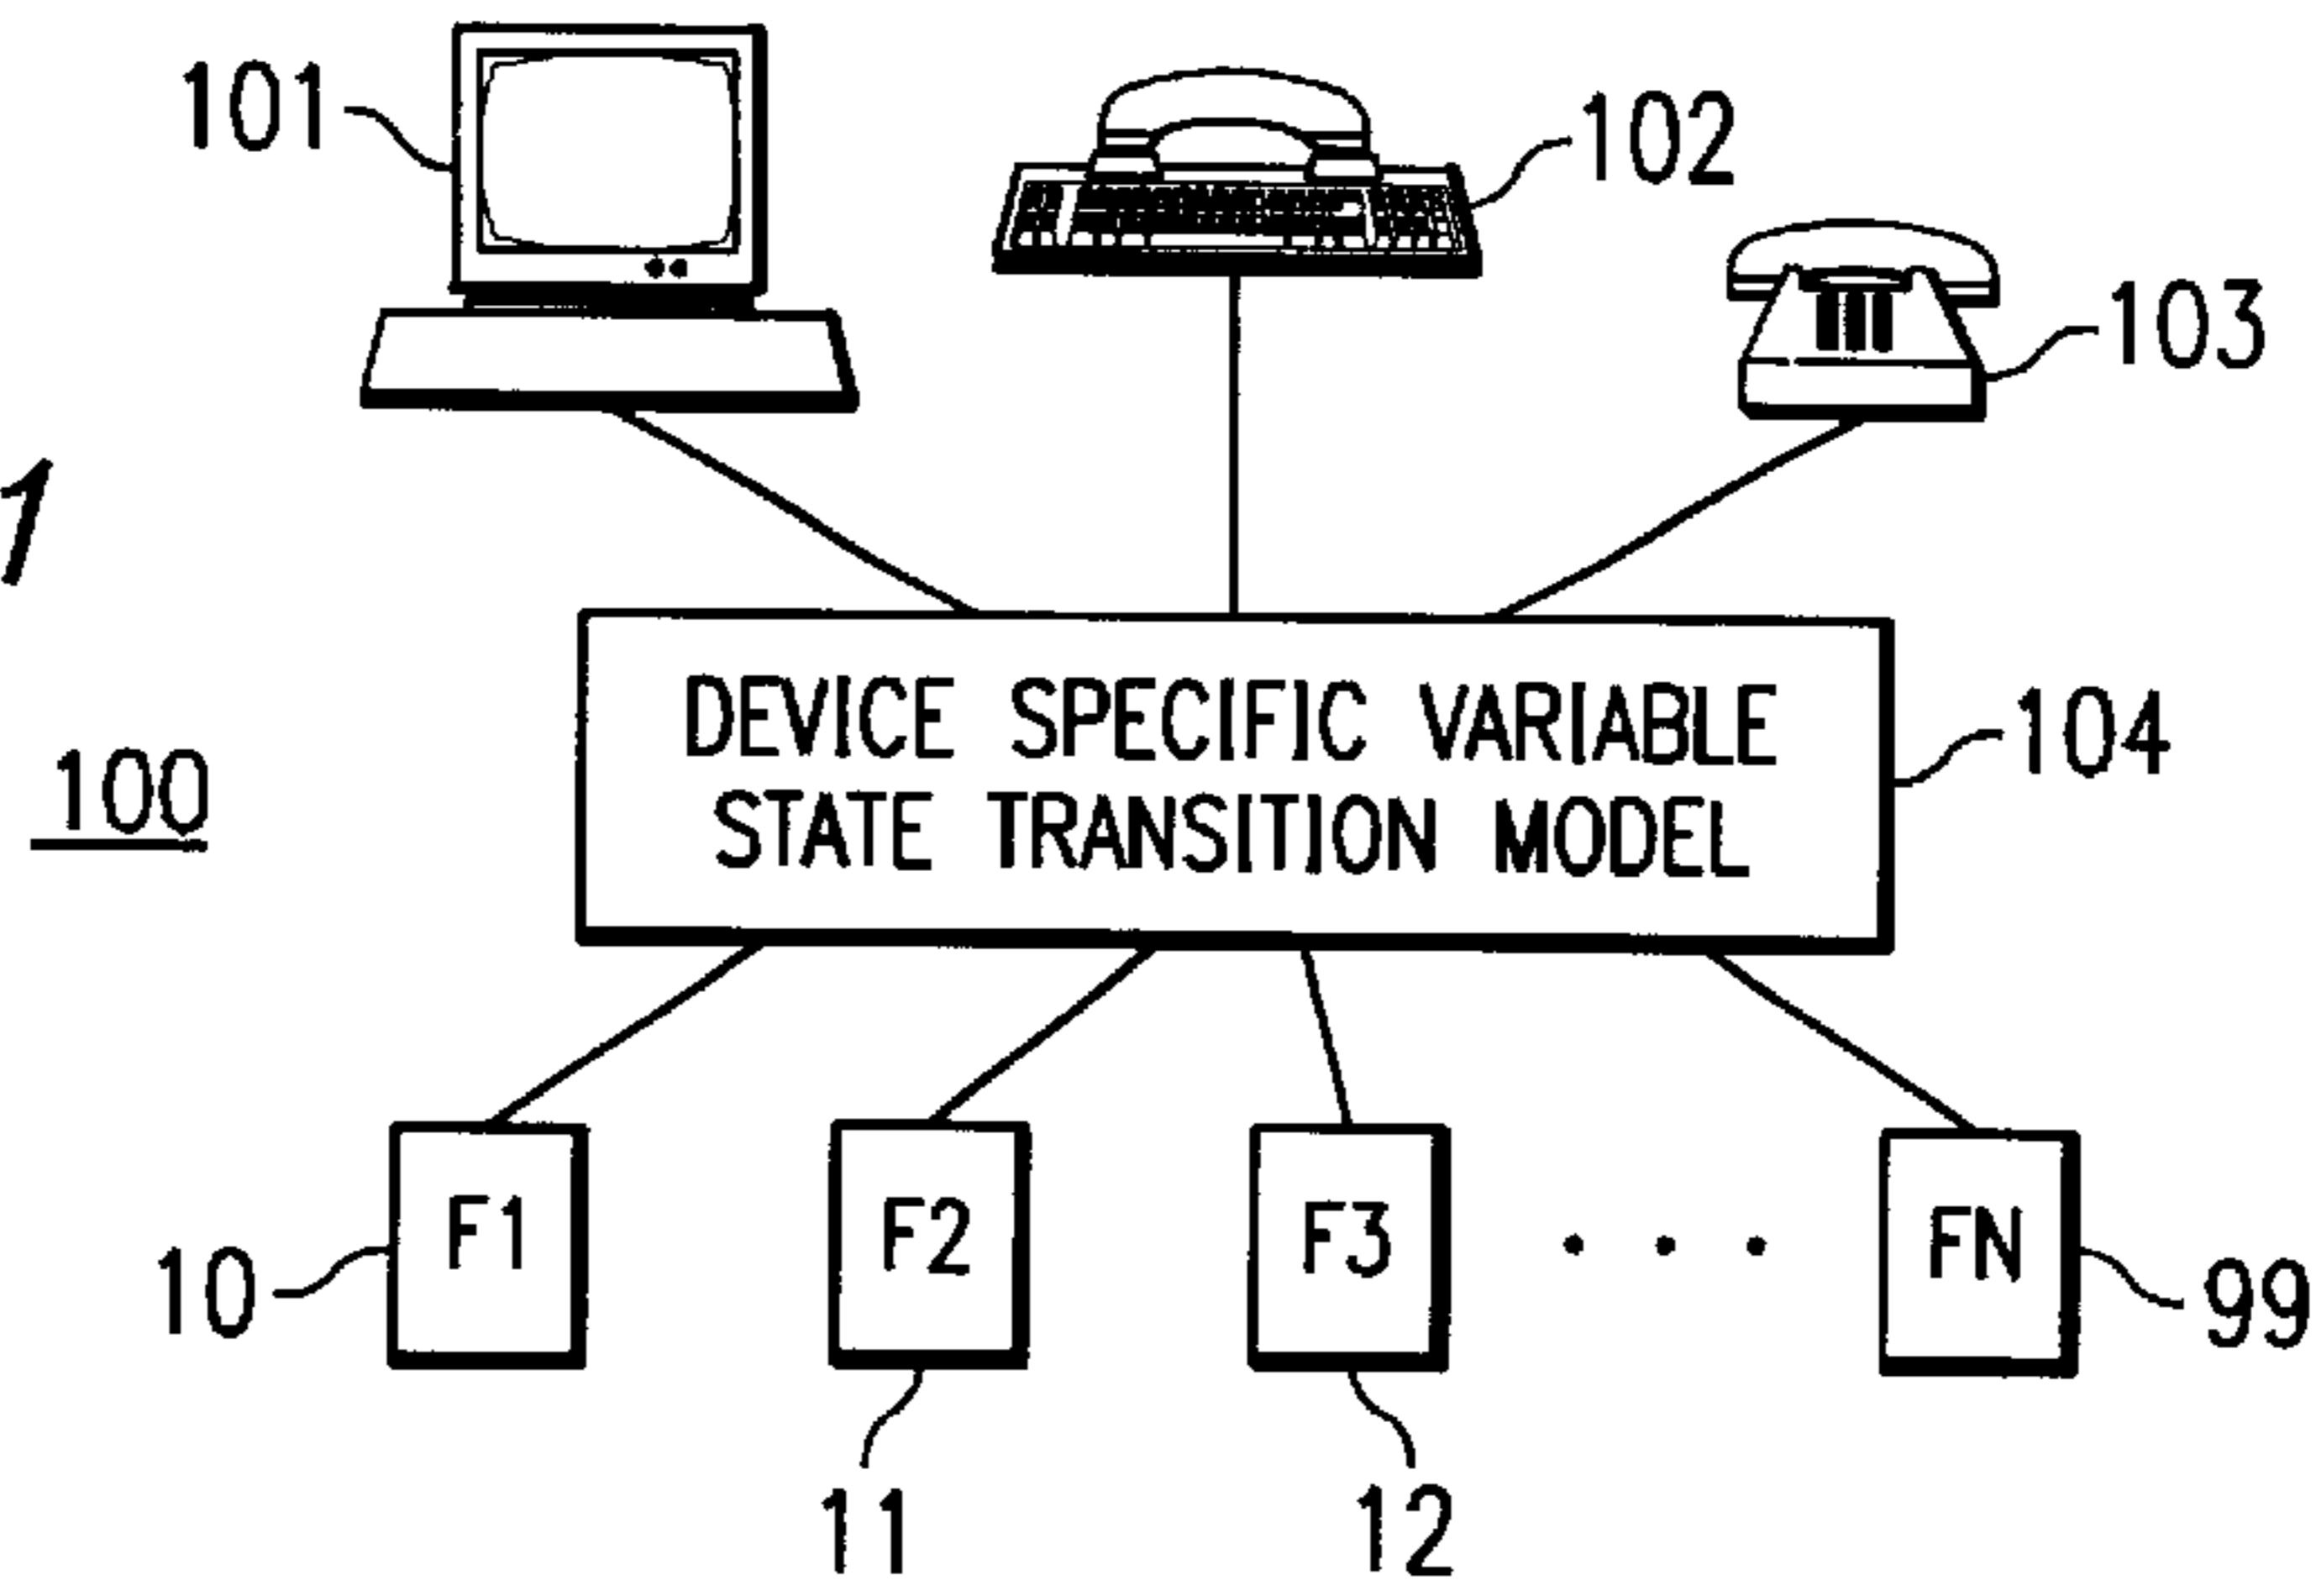 101
102
103
1
100
DEVICE SPECIFIC VARIABLE
STATE TRANSITION MODEL
104
F1
F2
F3
. . .
FN
10
99
11
12